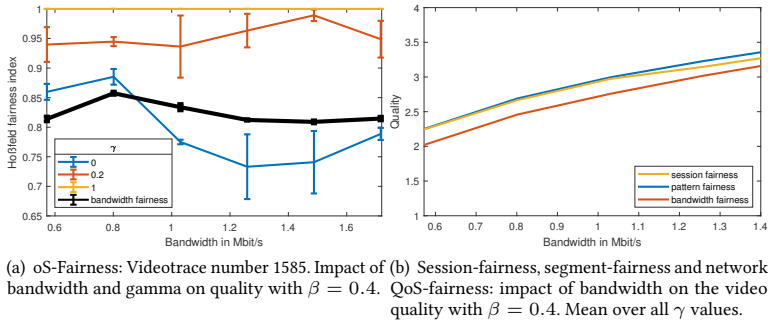 1
0.95
0.9
0.85
0.8
0.75
0.7
0.65
Hoßfeld fairness index
γ
0
0.2
1
bandwidth fairness
0.6 0.8 1 1.2 1.4 1.6
Bandwidth in Mbit/s
4
3.5
3
2.5
2
1.5
1
Quality
session fairness
pattern fairness
bandwidth fairness
0.6 0.7 0.8 0.9 1 1.1 1.2 1.3 1.4
Bandwidth in Mbit/s
(a) oS-Fairness: Videotrace number 1585. Impact of
bandwidth and gamma on quality with β = 0.4.
(b) Session-fairness, segment-fairness and network
QoS-fairness: impact of bandwidth on the video
quality with β = 0.4. Mean over all γ values.